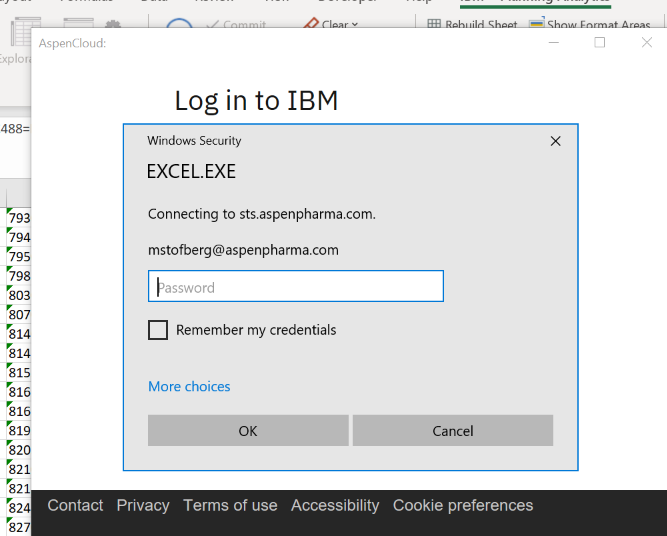 Data
Help
Commit
Clear
Rebuild Sheet
Show Format Areas
AspenCloud:
Explora
488=
Log in to IBM
Windows Security
EXCEL.EXE
Connecting to sts.aspenpharma.com.
mstofberg@aspenpharma.com
Password
Remember my credentials
More choices
OK
Cancel
793
794
795
798
803
807
814
814
815
816
816
819
820
821
821
824
827
Contact Privacy Terms of use Accessibility Cookie preferences